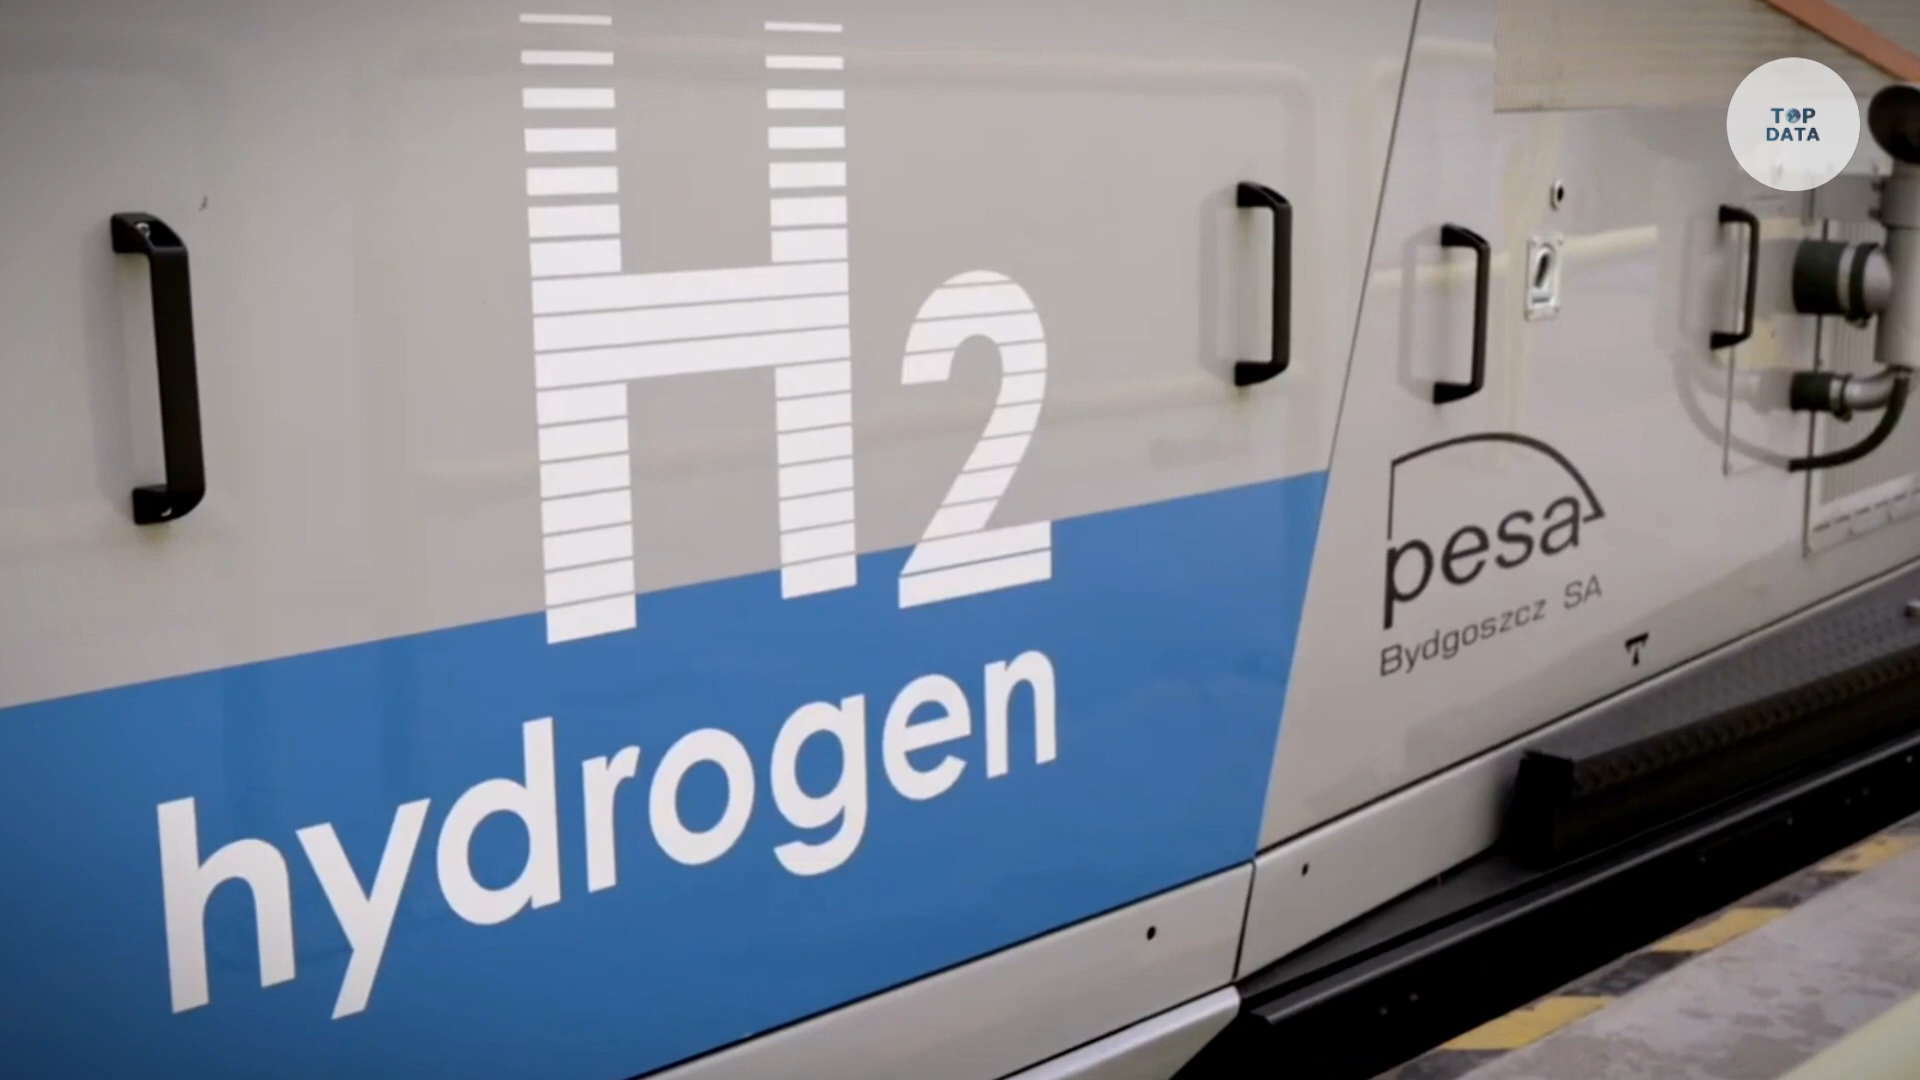 H2
hydrogen
pesa
Bydgoszcz SA
TOP
DATA